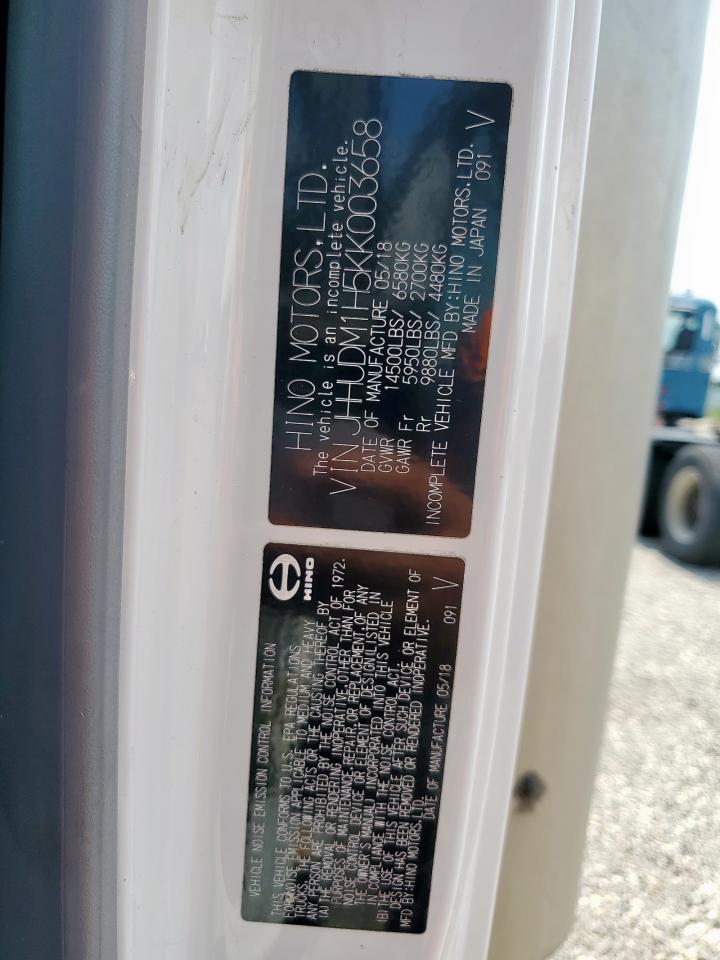 HINO MOTORS, LTD.
The vehicle is an incomplete vehicle.
VIN JHHUDM1H5KK003658
DATE OF MANUFACTURE 05/18
GVWR 14500LBS/ 6580KG
GAWR Fr 5950LBS/ 2700KG
Rr 9880LBS/ 4480KG
INCOMPLETE VEHICLE MFD BY:HINO MOTORS,LTD.
MADE IN JAPAN 091 V
HINO
VEHICLE NOISE EMISSION CONTROL INFORMATION
THIS VEHICLE CONFORMS TO U.S. EPA REGULATIONS
FOR NOISE EMISSION APPLICABLE TO MEDIUM AND HEAVY
TRUCKS. THE FOLLOWING ACTS OR THE CAUSING THEREOF BY
ANY PERSON ARE PROHIBITED BY THE NOISE CONTROL ACT OF 1972.
(A) THE REMOVAL OR RENDERING INOPERATIVE, OTHER THAN FOR
PURPOSES OF MAINTENANCE, REPAIR, OR REPLACEMENT, OF ANY
NOISE CONTROL DEVICE OR ELEMENT OF DESIGN(LISTED IN
THE OWNER'S MANUAL) INCORPORATED INTO THIS VEHICLE
IN COMPLIANCE WITH THE NOISE CONTROL ACT
(B) THE USE OF THIS VEHICLE AFTER SUCH DEVICE OR ELEMENT OF
DESIGN HAS BEEN REMOVED OR RENDERED INOPERATIVE.
MFD BY:HINO MOTORS,LTD.
DATE OF MANUFACTURE 05/18 091 V